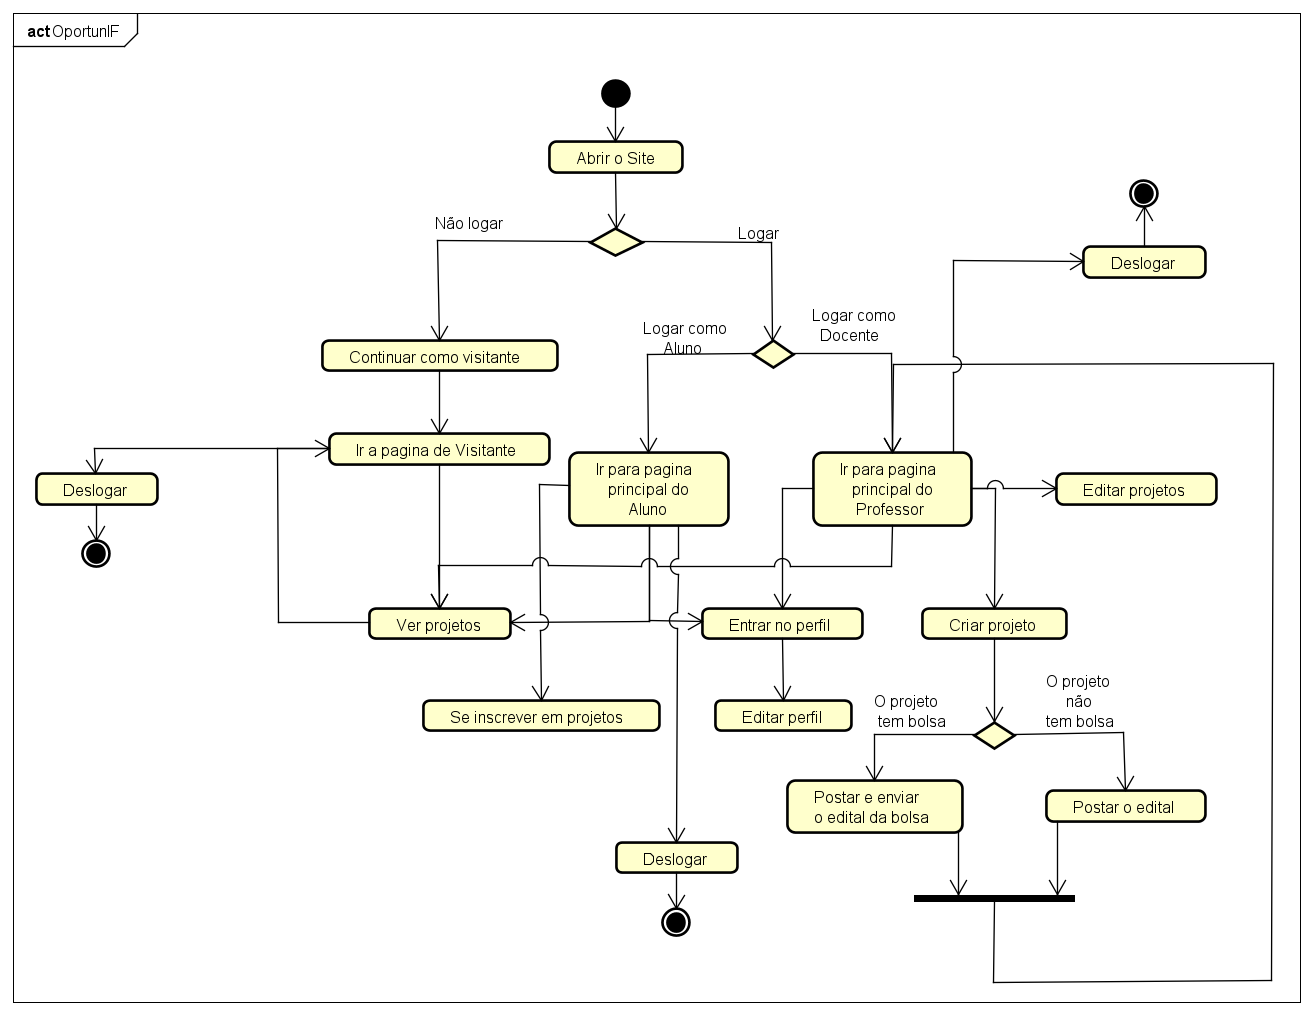 act OportunIF
Abrir o Site
Não logar
Logar
Deslogar
Logar como
Aluno
Logar como
Docente
Continuar como visitante
Ir a pagina de Visitante
Deslogar
Ir para pagina
principal do
Aluno
Ir para pagina
principal do
Professor
Editar projetos
Ver projetos
Entrar no perfil
Criar projeto
Se inscrever em projetos
Editar perfil
O projeto
tem bolsa
O projeto
não
tem bolsa
Postar e enviar
o edital da bolsa
Postar o edital
Deslogar